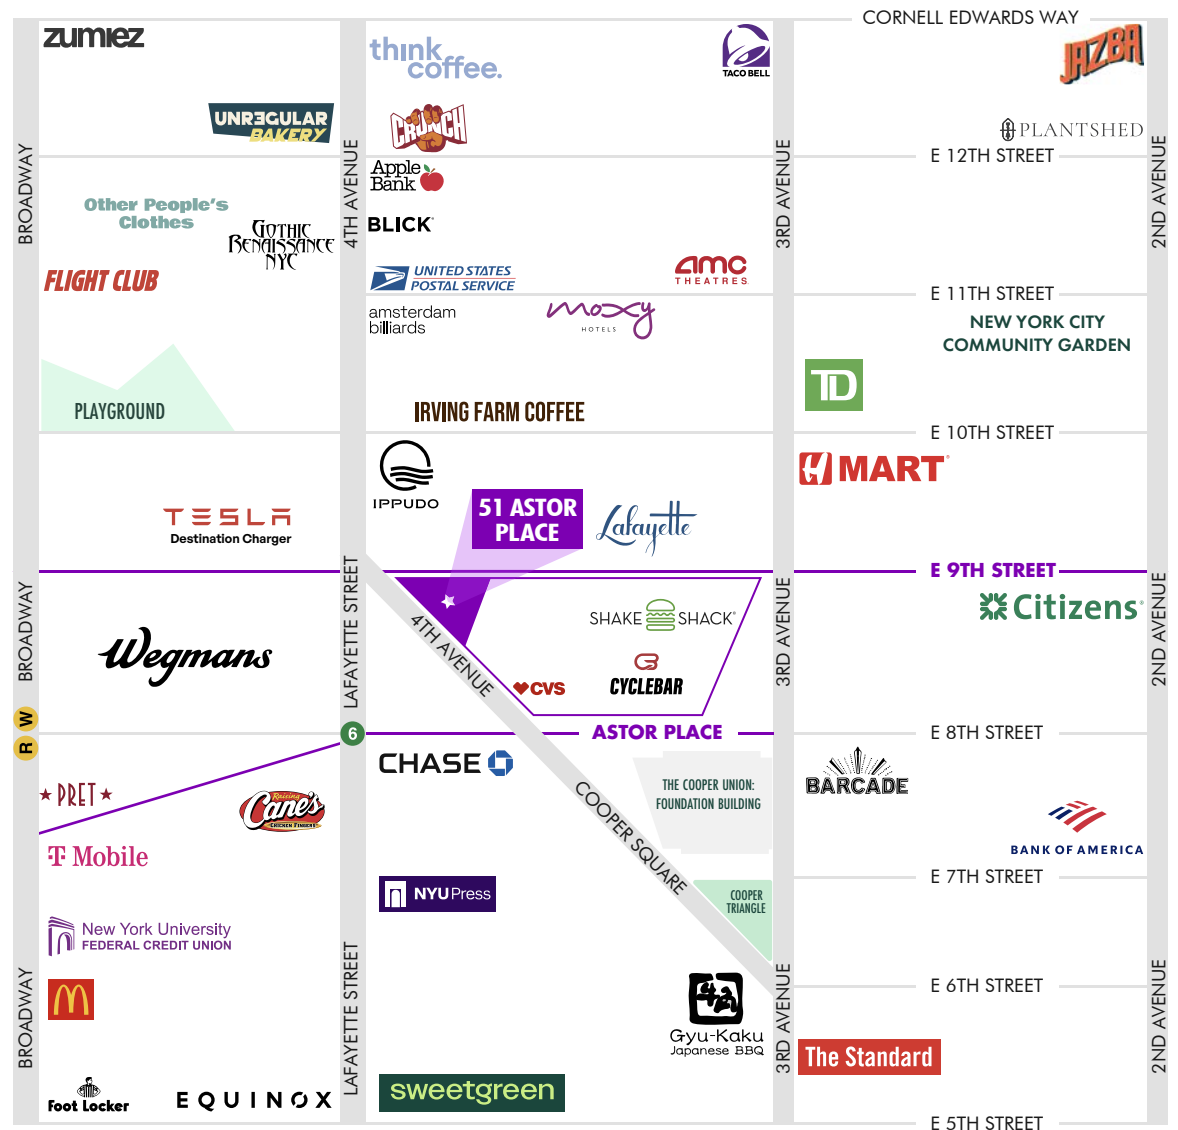 CORNELL EDWARDS WAY
zumiez
think
coffee.
TACO BELL
JAZBA
UNREGULAR
BAKERY
CRUNCH
PLANTSHED
BROADWAY
4TH AVENUE
3RD AVENUE
2ND AVENUE
E 12TH STREET
Apple
Bank
Other People's
Clothes
GOTHIC
RENAISSANCE
NYC
BLICK
FLIGHT CLUB
UNITED STATES
POSTAL SERVICE
amc
THEATRES
E 11TH STREET
amsterdam
billiards
moxy
HOTELS
NEW YORK CITY
COMMUNITY GARDEN
TD
PLAYGROUND
IRVING FARM COFFEE
E 10TH STREET
IPPUDO
H MART
TESLA
Destination Charger
51 ASTOR
PLACE
Lafayette
E 9TH STREET
BROADWAY
LAFAYETTE STREET
4TH AVENUE
3RD AVENUE
2ND AVENUE
Citizens
SHAKE SHACK
Wegmans
CVS
CB
CYCLEBAR
W
R
6
ASTOR PLACE
E 8TH STREET
CHASE
THE COOPER UNION:
FOUNDATION BUILDING
BARCADE
PRET
Raising
Cane's
CHICKEN FINGERS
COOPER SQUARE
T Mobile
BANK OF AMERICA
E 7TH STREET
NYU Press
COOPER
TRIANGLE
New York University
FEDERAL CREDIT UNION
BROADWAY
LAFAYETTE STREET
3RD AVENUE
2ND AVENUE
E 6TH STREET
M
Gyu-Kaku
Japanese BBQ
The Standard
Foot Locker
EQUINOX
sweetgreen
E 5TH STREET